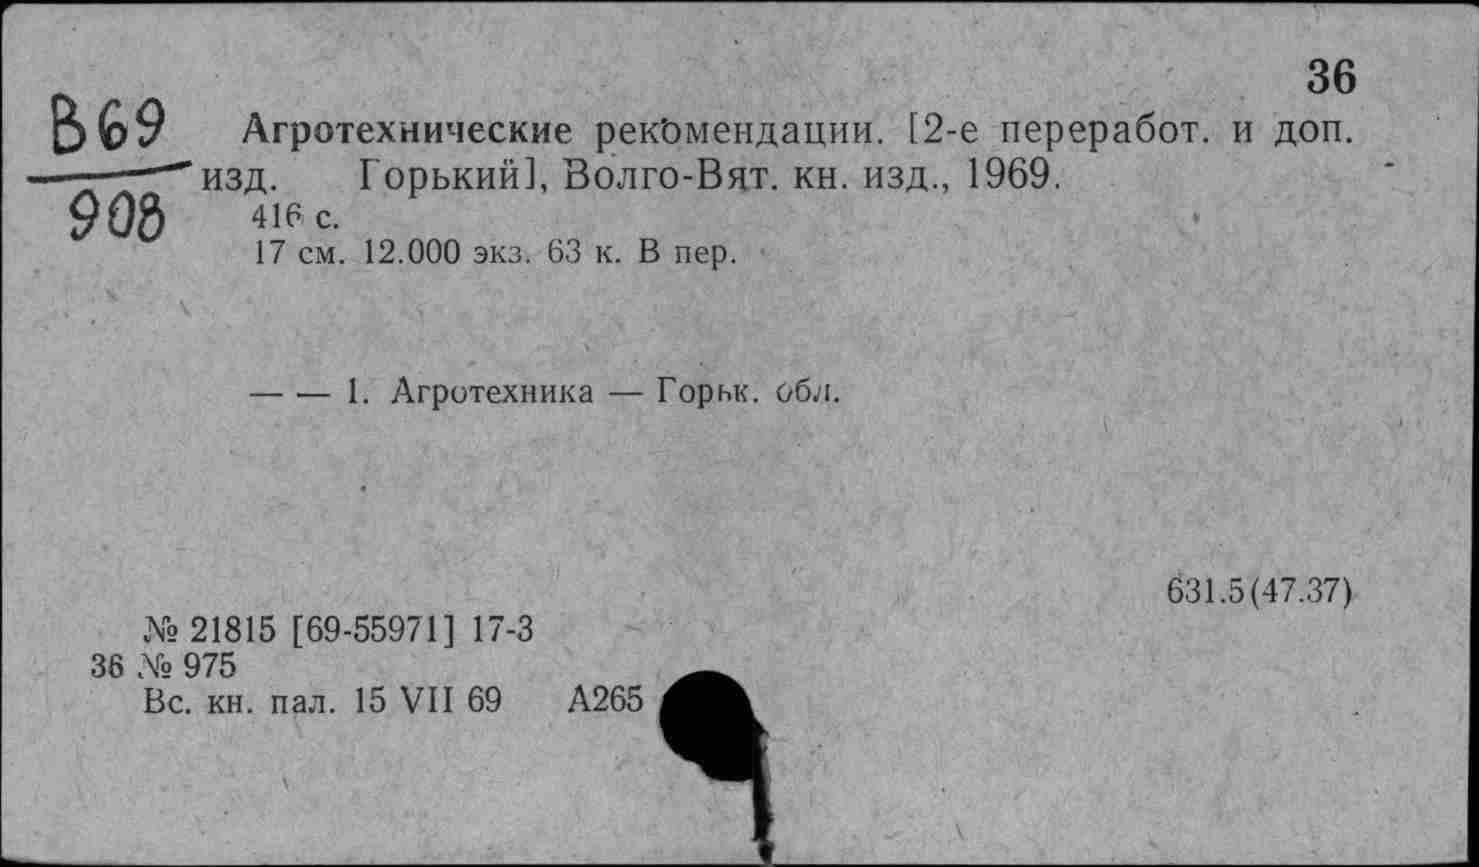 36
В69
908
Агротехнические рекомендации. [2-е переработ. и доп.
изд. Горький], Волго-Вят. кн. изд., 1969.
416 с.
17 см. 12.000 экз. 63 к. В пер.
— — 1. Агротехника — Горьк. обл.
631.5(47.37)
№ 21815 [69-55971] 17-3
36 № 975
Вс. кн. пал. 15 VII 69 А265